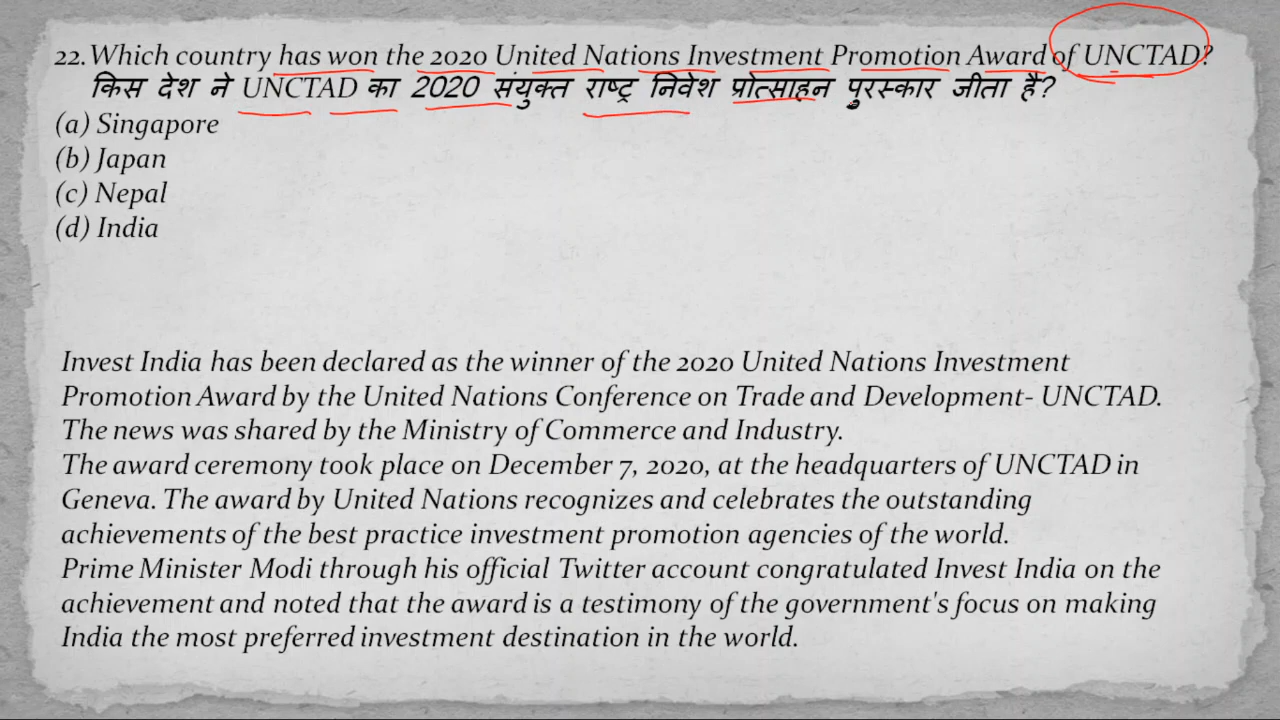 22. Which country has won the 2020 United Nations Investment Promotion Award of UNCTAD?
किस देश ने UNCTAD का 2020 संयुक्त राष्ट्र निवेश प्रोत्साहन पुरस्कार जीता है?
(a) Singapore
(b) Japan
(c) Nepal
(d) India
Invest India has been declared as the winner of the 2020 United Nations Investment
Promotion Award by the United Nations Conference on Trade and Development- UNCTAD.
The news was shared by the Ministry of Commerce and Industry.
The award ceremony took place on December 7, 2020, at the headquarters of UNCTAD in
Geneva. The award by United Nations recognizes and celebrates the outstanding
achievements of the best practice investment promotion agencies of the world.
Prime Minister Modi through his official Twitter account congratulated Invest India on the
achievement and noted that the award is a testimony of the government's focus on making
India the most preferred investment destination in the world.